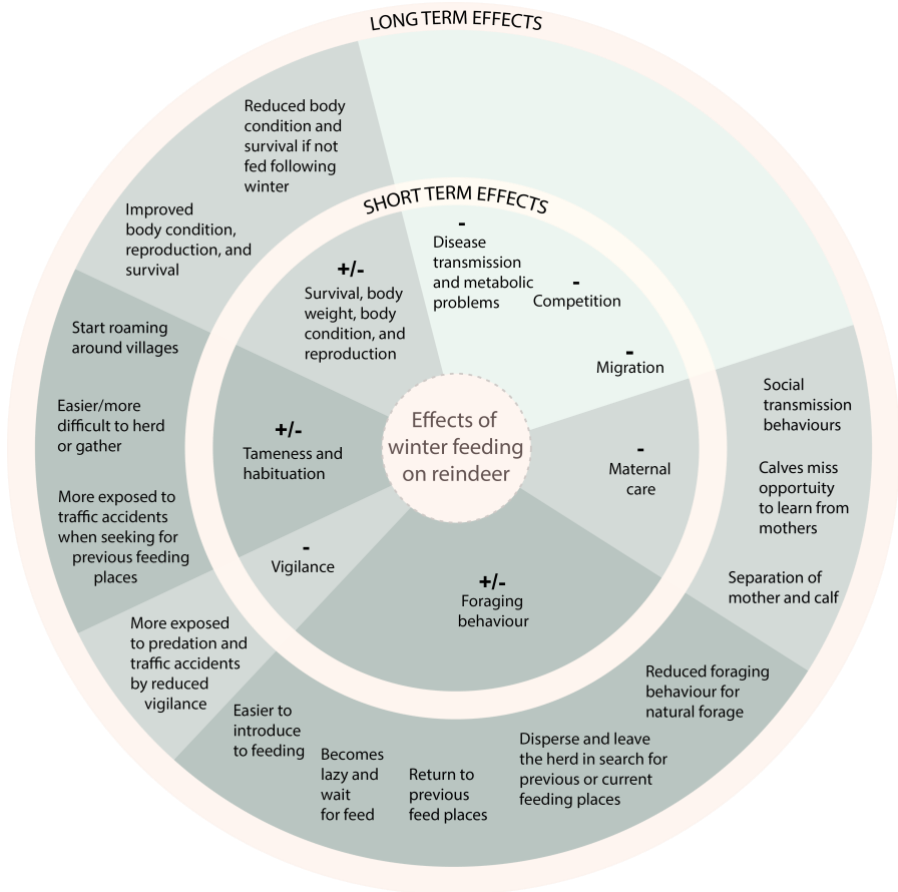 LONG TERM EFFECTS
Reduced body
condition and
survival if not
fed following
winter
Improved
body condition,
reproduction, and
survival
SHORT TERM EFFECTS
-
Disease
transmission
and metabolic
problems
-
Competition
-
Migration
+/-
Survival, body
weight, body
condition, and
reproduction
Start roaming
around villages
Easier/more
difficult to herd
or gather
More exposed to
traffic accidents
when seeking for
previous feeding
places
+/-
Tameness and
habituation
Effects of
winter feeding
on reindeer
-
Maternal
care
Social
transmission
behaviours
Calves miss
opportunity
to learn from
mothers
Separation of
mother and calf
-
Vigilance
+/-
Foraging
behaviour
More exposed
to predation and
traffic accidents
by reduced
vigilance
Easier to
introduce
to feeding
Becomes
lazy and
wait
for feed
Return to
previous
feed places
Disperse and leave
the herd in search for
previous or current
feeding places
Reduced foraging
behaviour for
natural forage